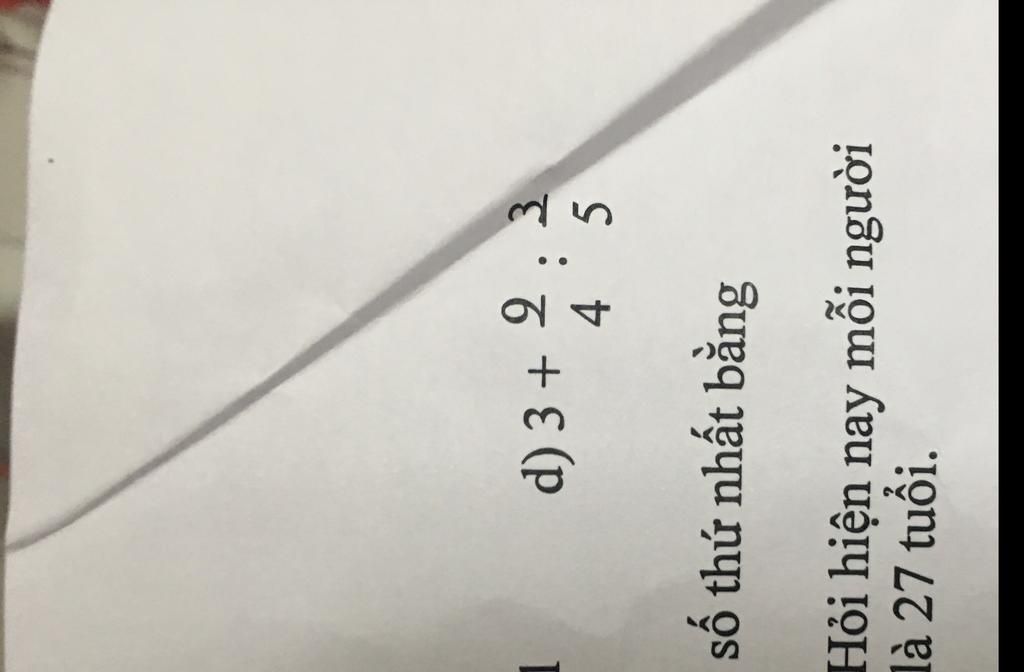 d) 3 + 9/4 : 3/5
số thứ nhất bằng
Hỏi hiện nay mỗi người
là 27 tuổi.